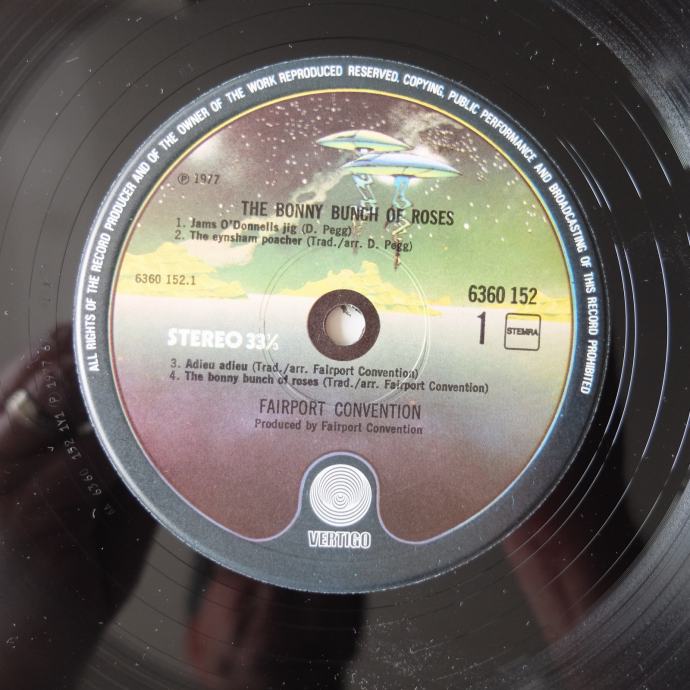 ALL RIGHTS OF THE RECORD PRODUCER AND OF THE OWNER OF THE WORK REPRODUCED RESERVED. COPYING, PUBLIC PERFORMANCE AND BROADCASTING OF THIS RECORD PROHIBITED
℗ 1977
THE BONNY BUNCH OF ROSES
1. Jams O'Donnells jig (D. Pegg)
2. The eynsham poacher (Trad./arr. D. Pegg)
6360 152.1
6360 152
1 STEMRA
STEREO 33⅓
3. Adieu adieu (Trad./arr. Fairport Convention)
4. The bonny bunch of roses (Trad./arr. Fairport Convention)
FAIRPORT CONVENTION
Produced by Fairport Convention
VERTIGO